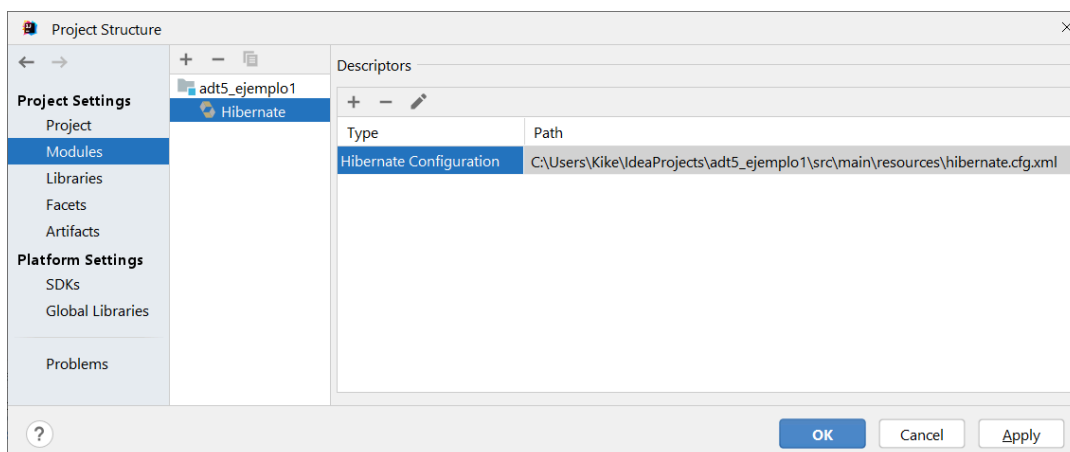 Project Structure
Project Settings
Project
Modules
Libraries
Facets
Artifacts
Platform Settings
SDKs
Global Libraries
Problems
adt5_ejemplo1
Hibernate
Descriptors
Type Path
Hibernate Configuration C:\Users\Kike\IdeaProjects\adt5_ejemplo1\src\main\resources\hibernate.cfg.xml
?
OK Cancel Apply